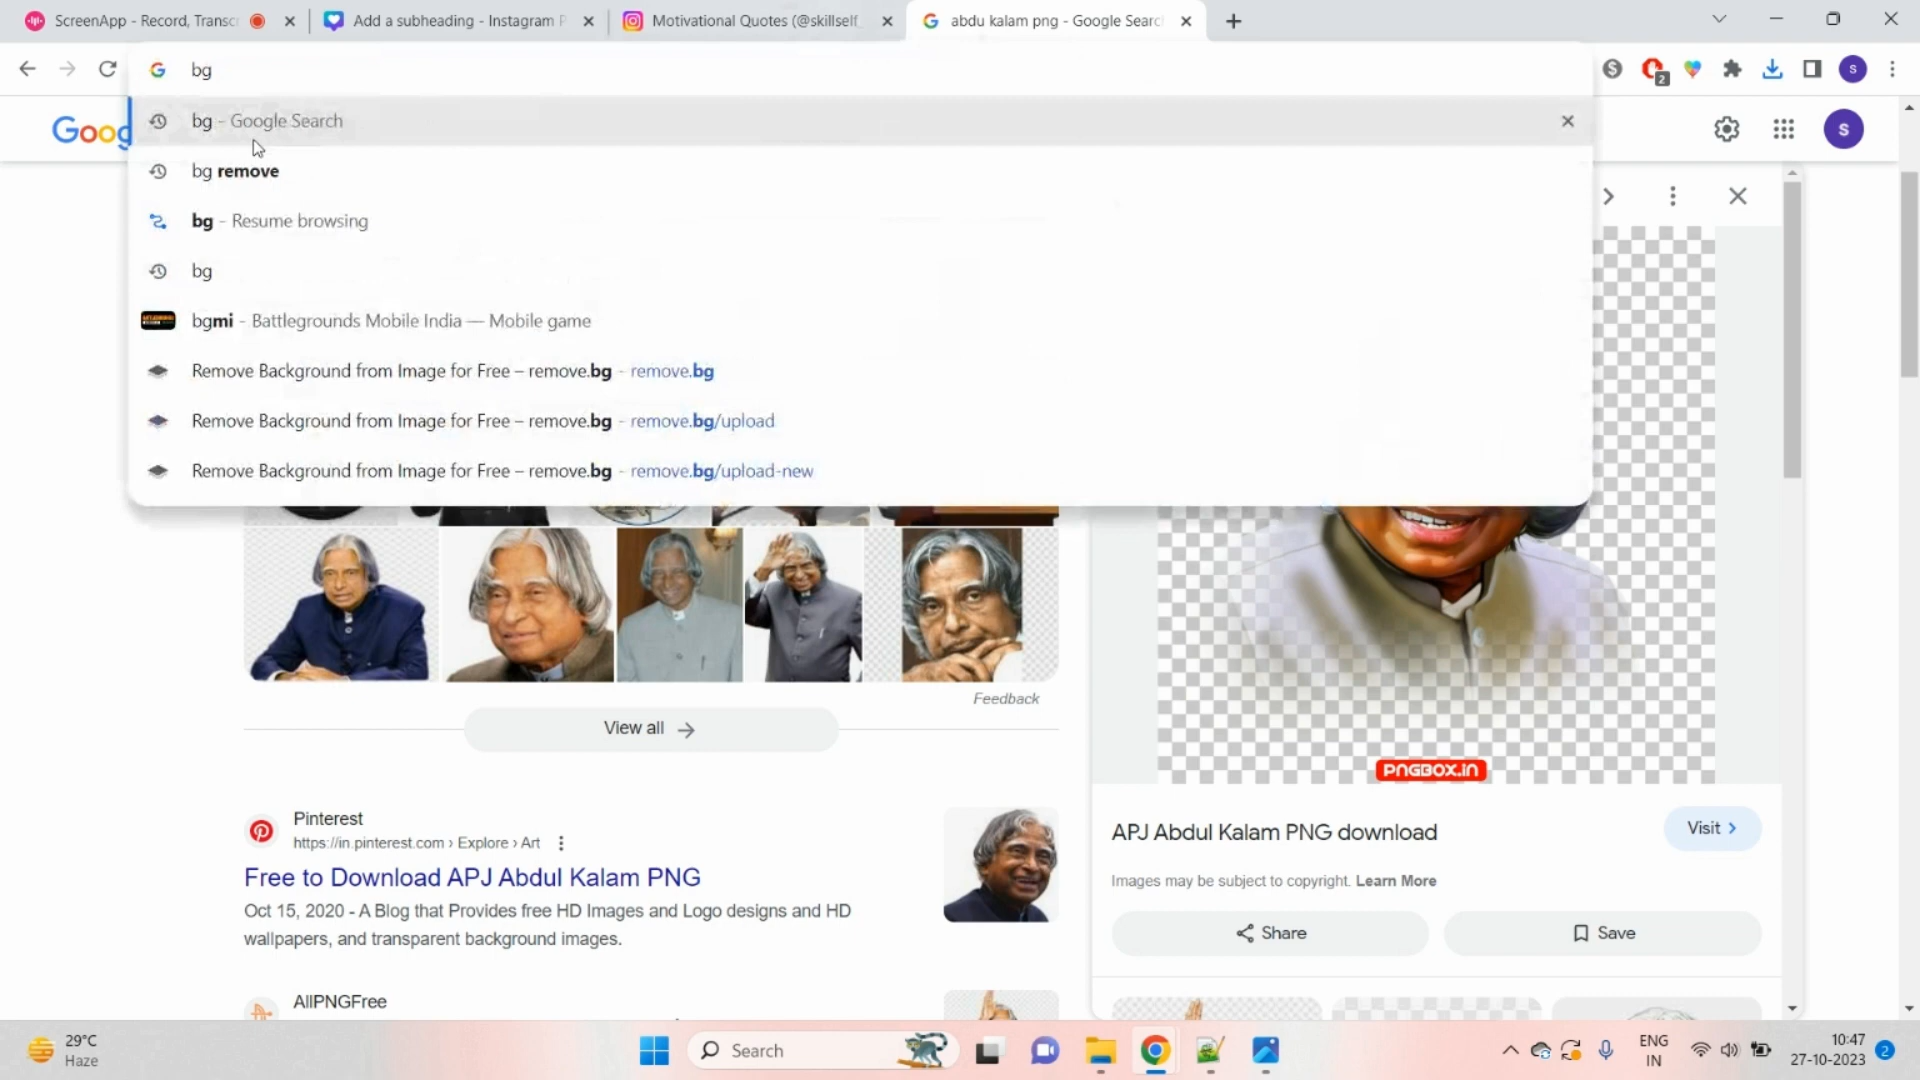 ScreenApp - Record, Transc
Add a subheading - Instagram P
Motivational Quotes (@skillself_
abdu kalam png - Google Searc
bg
2
s
Goog
s
bg - Google Search
bg remove
bg - Resume browsing
bg
bgmi - Battlegrounds Mobile India — Mobile game
Remove Background from Image for Free – remove.bg - remove.bg
Remove Background from Image for Free – remove.bg - remove.bg/upload
Remove Background from Image for Free – remove.bg - remove.bg/upload-new
Feedback
View all
PNGBOX.in
Pinterest
https://in.pinterest.com › Explore › Art
Free to Download APJ Abdul Kalam PNG
Oct 15, 2020 - A Blog that Provides free HD Images and Logo designs and HD
wallpapers, and transparent background images.
AllPNGFree
APJ Abdul Kalam PNG download
Visit
Images may be subject to copyright. Learn More
Share
Save
29°C
Haze
Search
ENG
IN
10:47
27-10-2023
2